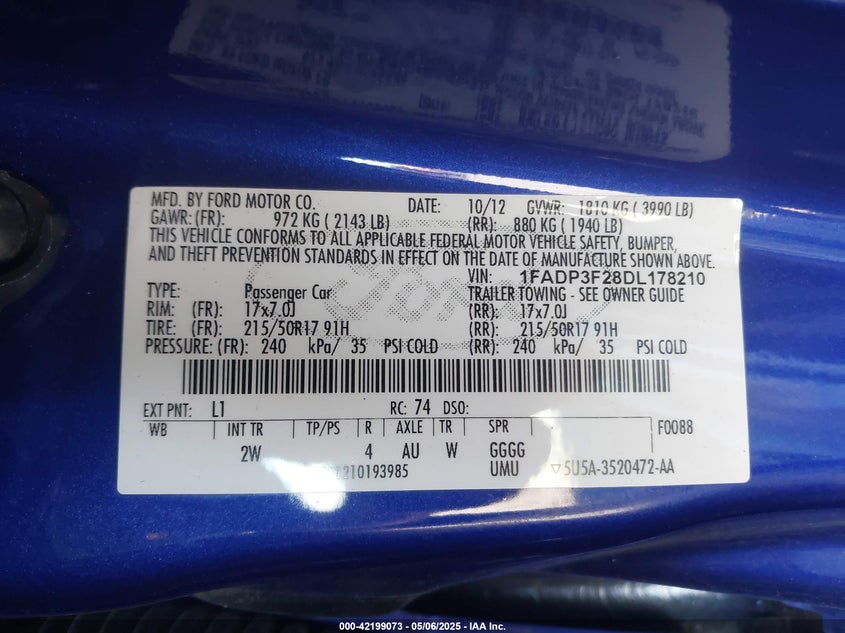 MFD. BY FORD MOTOR CO. DATE: 10/12 GVWR: 1810 KG ( 3990 LB)
GAWR: (FR): 972 KG ( 2143 LB) (RR): 880 KG ( 1940 LB)
THIS VEHICLE CONFORMS TO ALL APPLICABLE FEDERAL MOTOR VEHICLE SAFETY, BUMPER,
AND THEFT PREVENTION STANDARDS IN EFFECT ON THE DATE OF MANUFACTURE SHOWN ABOVE.
VIN: 1FADP3F28DL178210
TYPE: Passenger Car TRAILER TOWING - SEE OWNER GUIDE
RIM: (FR) 17x7.0J (RR): 17x7.0J
TIRE: (FR) 215/50R17 91H (RR): 215/50R17 91H
PRESSURE: (FR): 240 kPa/ 35 PSI COLD (RR): 240 kPa/ 35 PSI COLD
EXT PNT: L1 RC: 74 DSO: F0088
WB INT TR TP/PS R AXLE TR SPR
2W 4 AU W GGGG
210193985 UMU ▽5U5A-3520472-AA
000-42199073 — 05/06/2025 — IAA Inc.